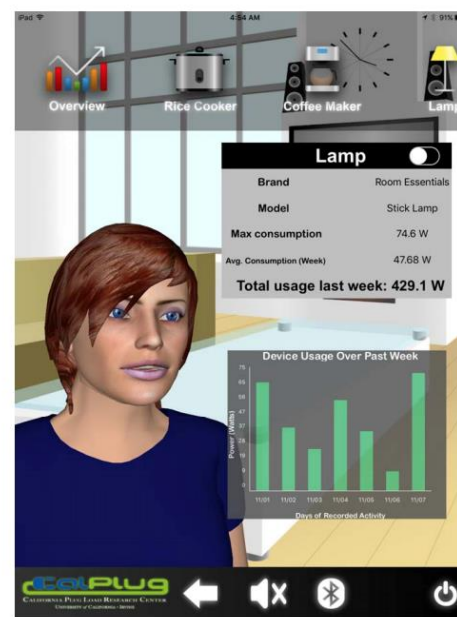 iPad
4:54 AM
91%
Overview
Rice Cooker
Coffee Maker
Lamp
Lamp
Brand Room Essentials
Model Stick Lamp
Max consumption 74.6 W
Avg. Consumption (Week) 47.68 W
Total usage last week: 429.1 W
Device Usage Over Past Week
Power (Watts)
11/01 11/02 11/03 11/04 11/05 11/06 11/07
Days of Recorded Activity
CalPlug
CALIFORNIA PLUG LOAD RESEARCH CENTER
UNIVERSITY of CALIFORNIA - IRVINE